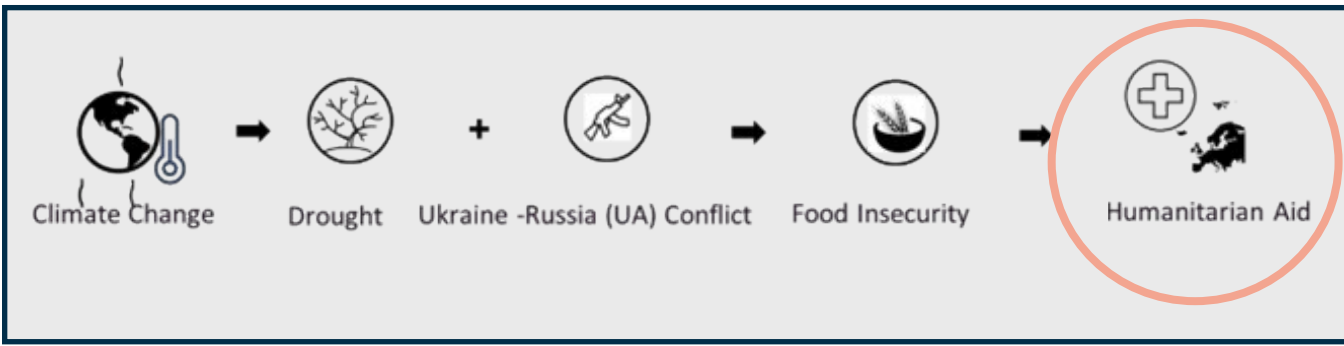 Climate Change
Drought
Ukraine -Russia (UA) Conflict
Food Insecurity
Humanitarian Aid